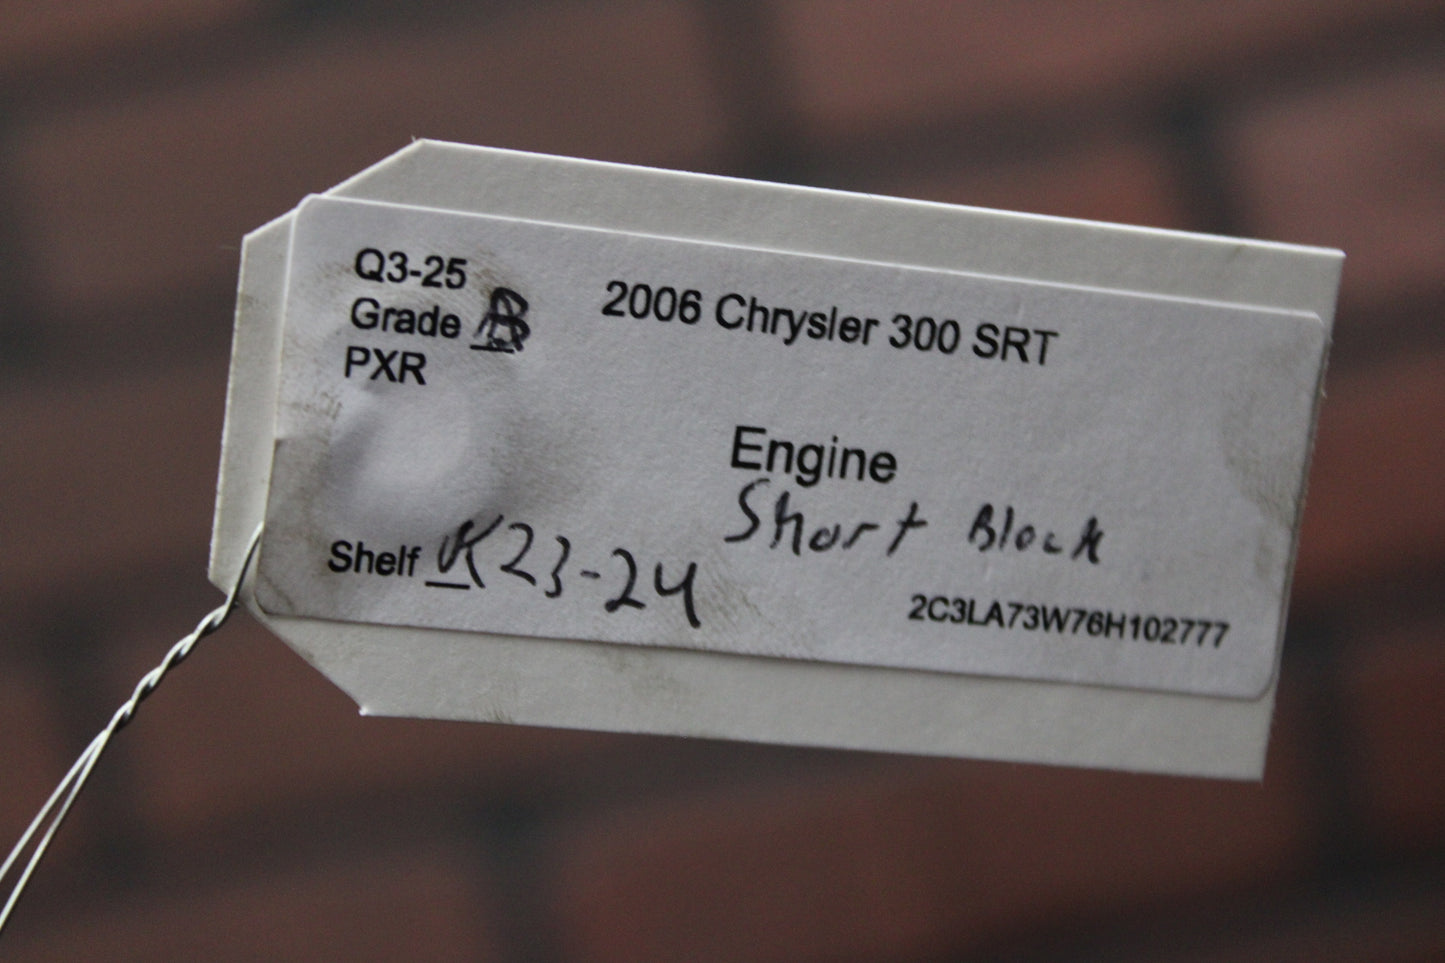 Q3-25
Grade B
PXR
2006 Chrysler 300 SRT
Engine
Short Block
Shelf K23-24
2C3LA73W76H102777